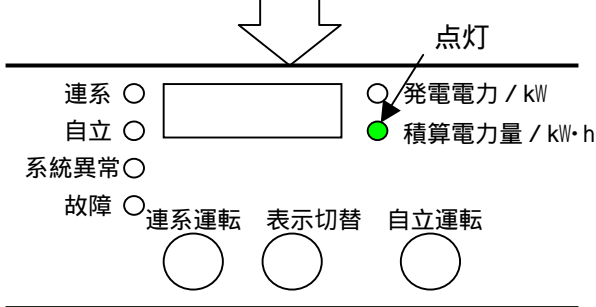 点灯
連系
発電電力/kW
自立
積算電力量/kW・h
系統異常
故障
連系運転 表示切替 自立運転